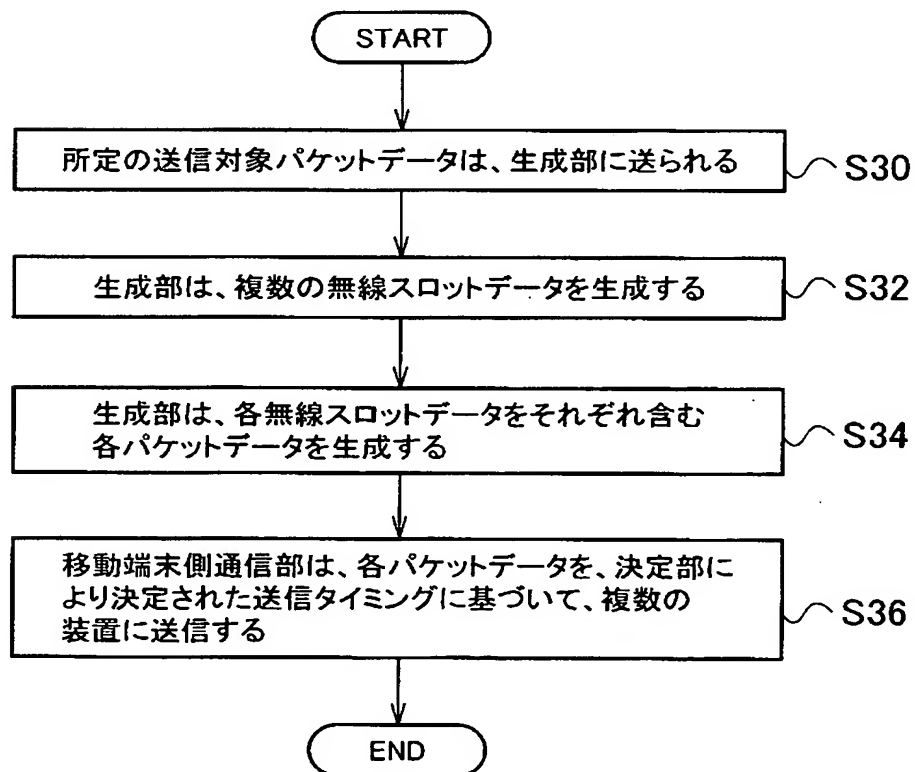 START
所定の送信対象パケットデータは、生成部に送られる
S30
生成部は、複数の無線スロットデータを生成する
S32
生成部は、各無線スロットデータをそれぞれ含む
各パケットデータを生成する
S34
移動端末側通信部は、各パケットデータを、決定部に
より決定された送信タイミングに基づいて、複数の
装置に送信する
S36
END